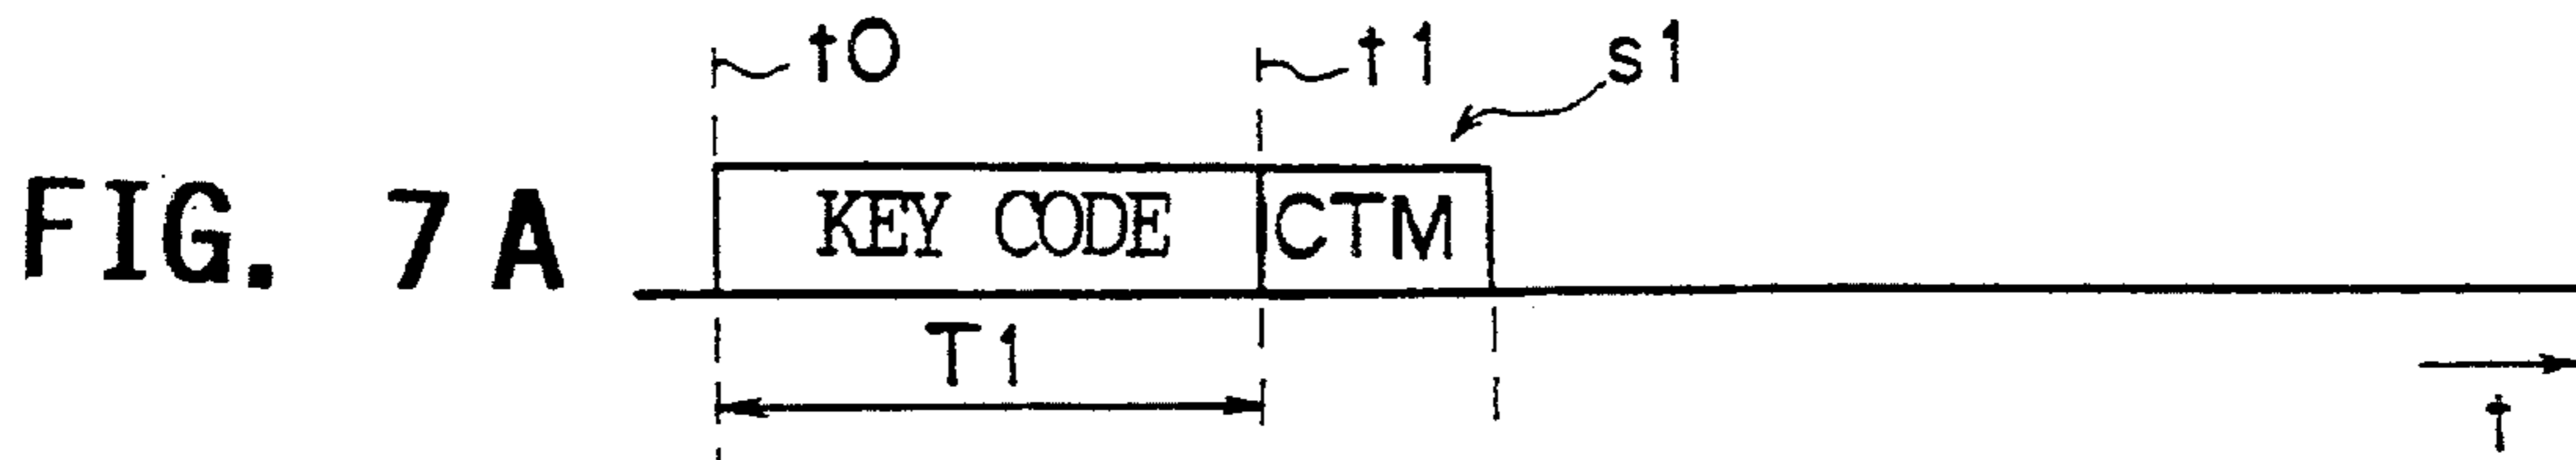 t0 t1 s1
FIG. 7A KEY CODE CTM
T1
t